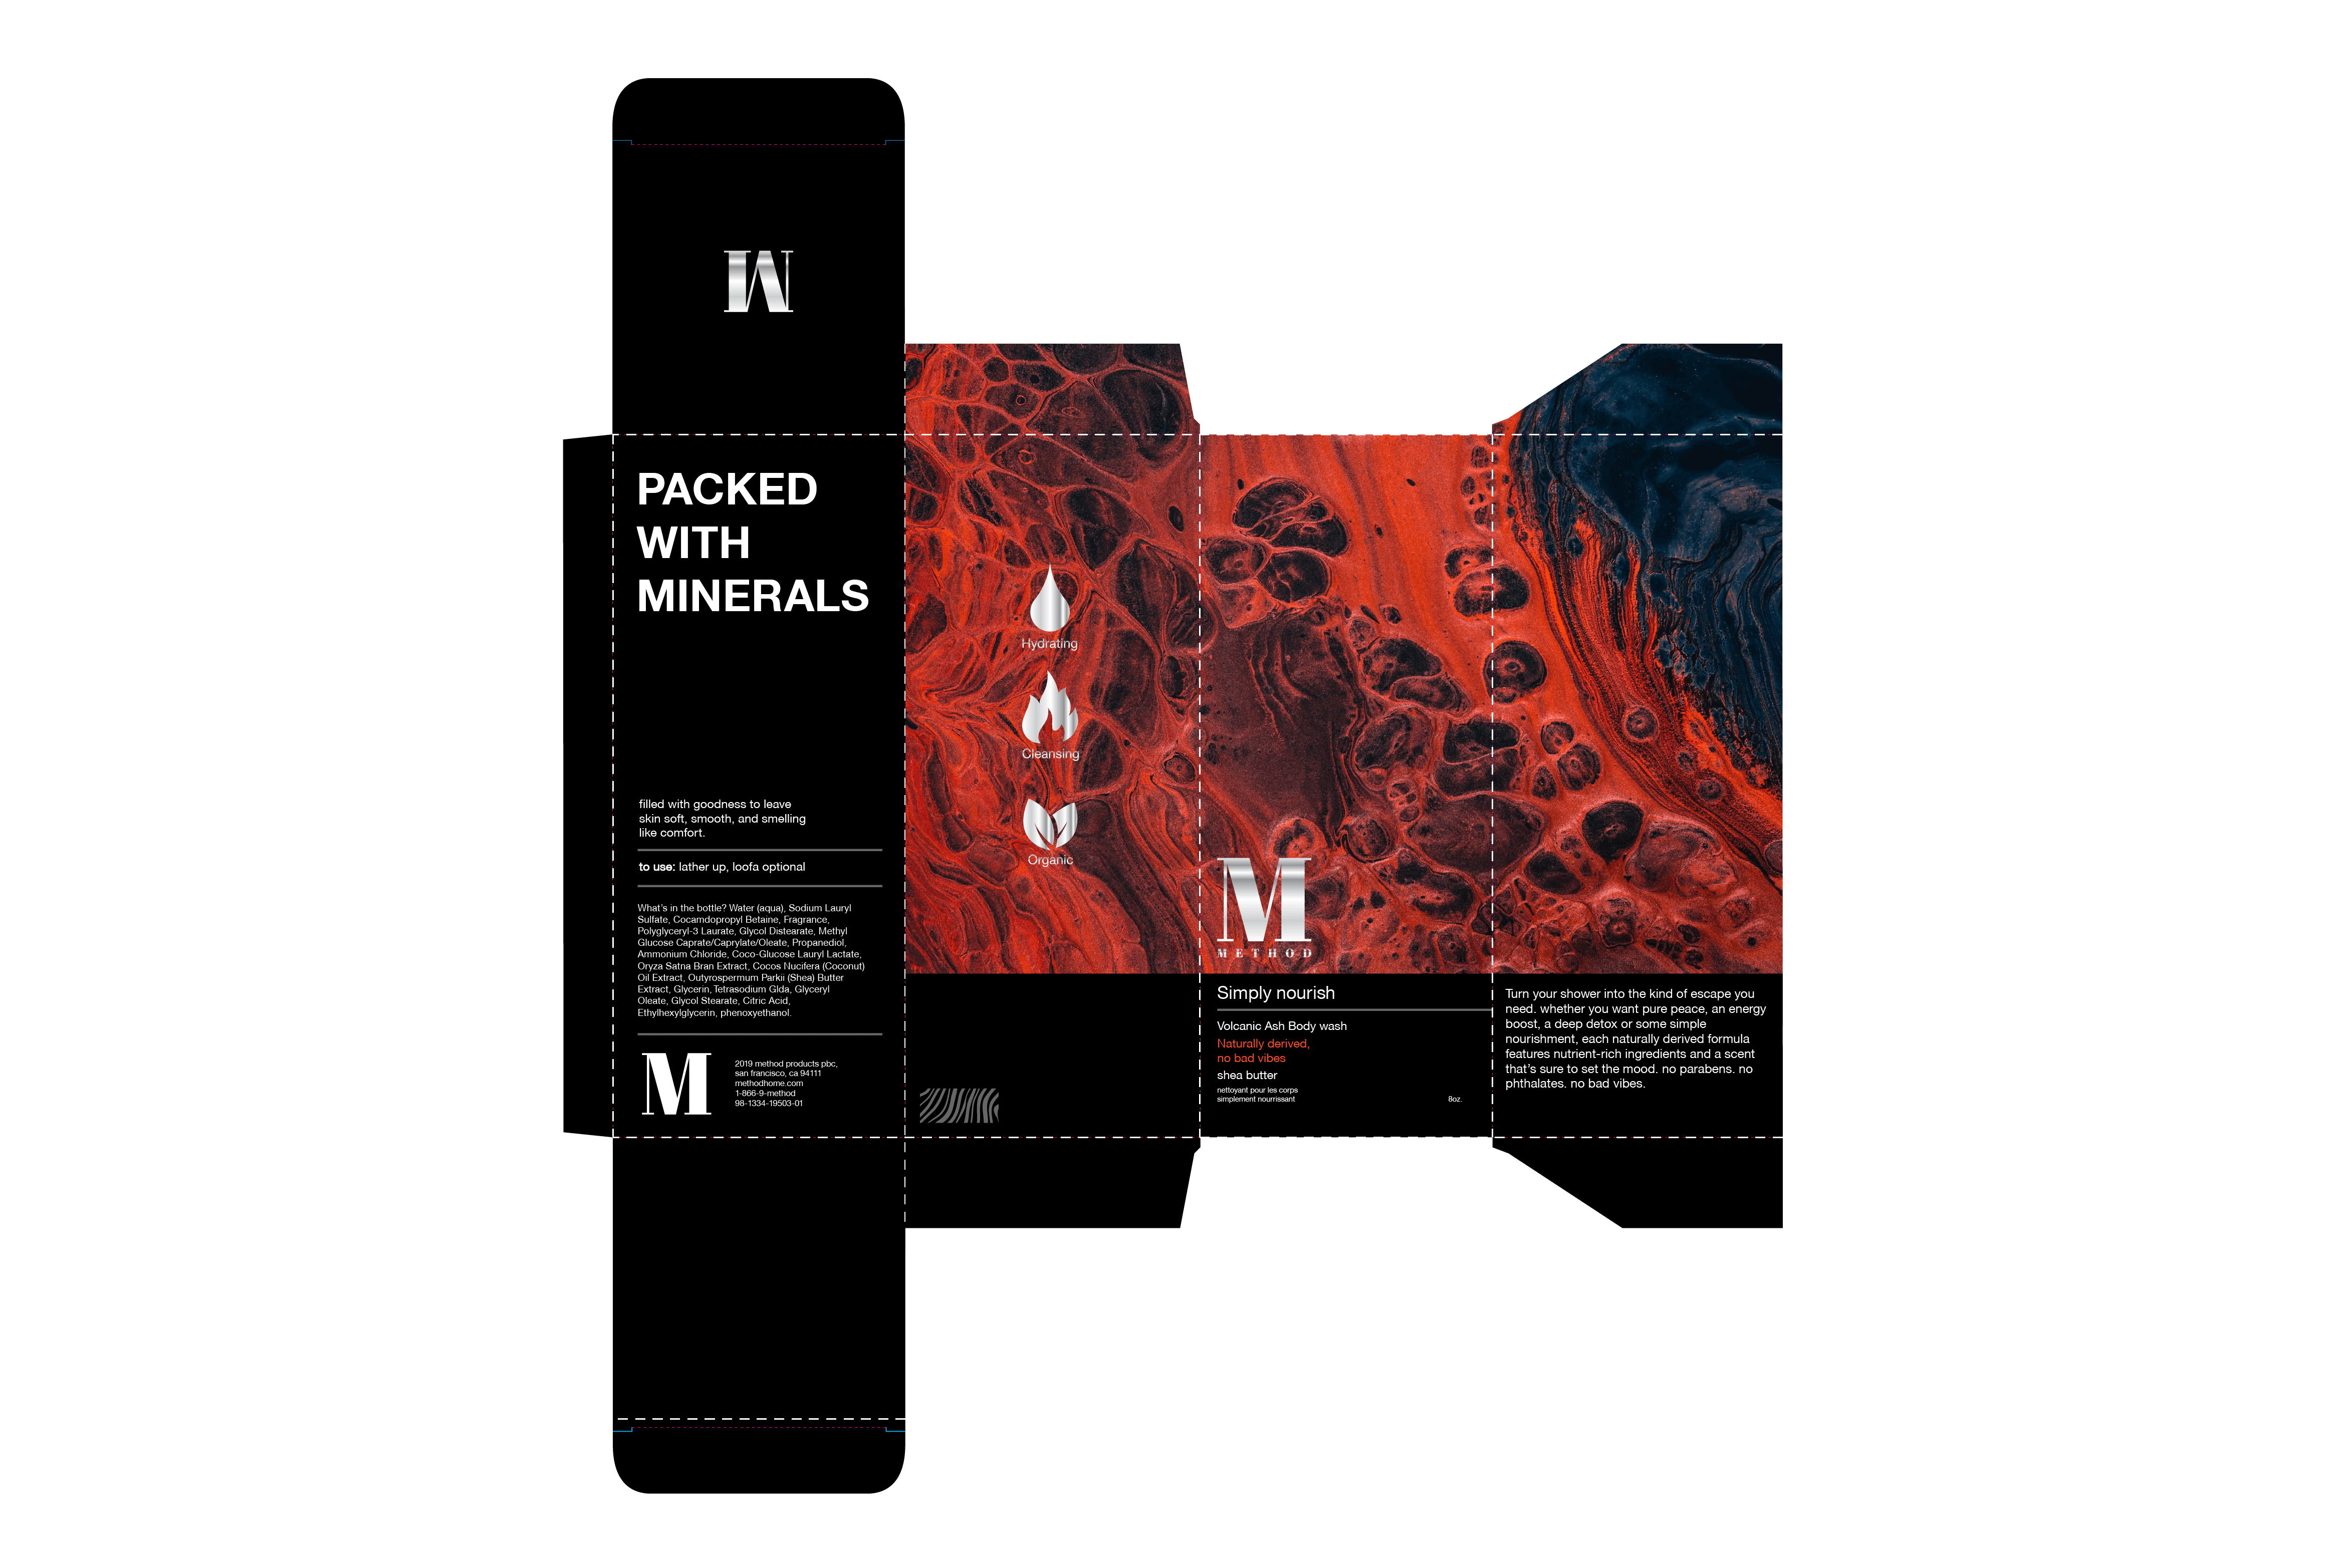 M
PACKED
WITH
MINERALS
filled with goodness to leave
skin soft, smooth, and smelling
like comfort.
to use: lather up, loofa optional
What's in the bottle? Water (aqua), Sodium Lauryl
Sulfate, Cocamdopropyl Betaine, Fragrance,
Polyglyceryl-3 Laurate, Glycol Distearate, Methyl
Glucose Caprate/Caprylate/Oleate, Propanediol,
Ammonium Chloride, Coco-Glucose Lauryl Lactate,
Oryza Satna Bran Extract, Cocos Nucifera (Coconut)
Oil Extract, Outyrospermum Parkii (Shea) Butter
Extract, Glycerin, Tetrasodium Glda, Glyceryl
Oleate, Glycol Stearate, Citric Acid,
Ethylhexylglycerin, phenoxyethanol.
M
2019 method products pbc,
san francisco, ca 94111
methodhome.com
1-866-9-method
98-1334-19503-01
Hydrating
Cleansing
Organic
M
METHOD
Simply nourish
Volcanic Ash Body wash
Naturally derived,
no bad vibes
shea butter
nettoyant pour les corps
simplement nourrissant
8oz.
Turn your shower into the kind of escape you
need. whether you want pure peace, an energy
boost, a deep detox or some simple
nourishment, each naturally derived formula
features nutrient-rich ingredients and a scent
that's sure to set the mood. no parabens. no
phthalates. no bad vibes.